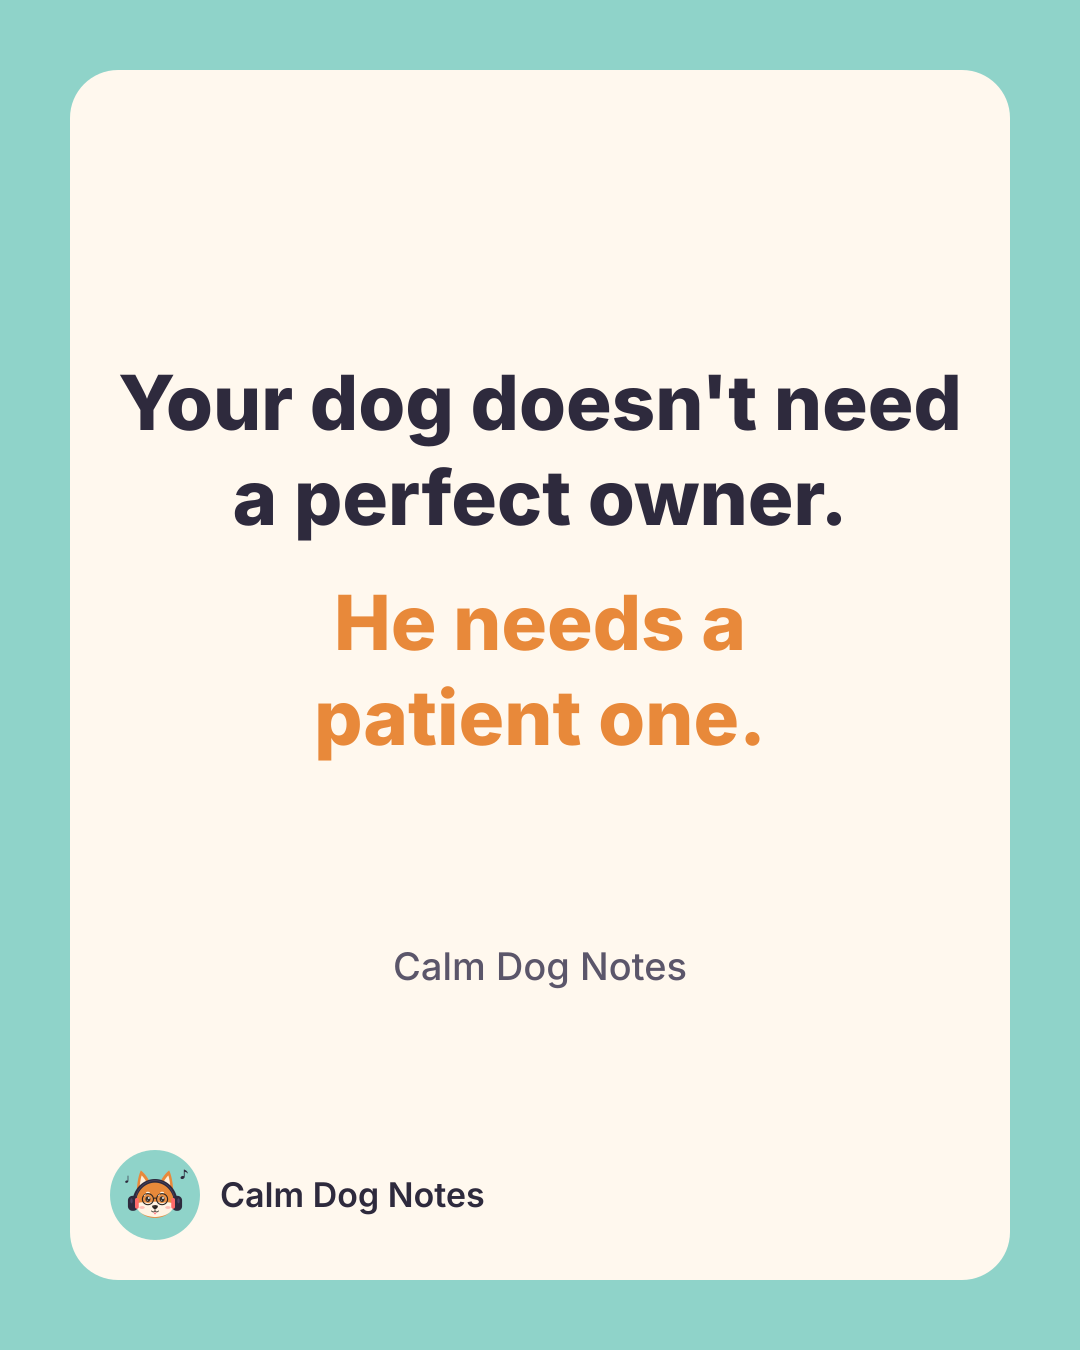 Your dog doesn't need
a perfect owner.
He needs a
patient one.
Calm Dog Notes
Calm Dog Notes